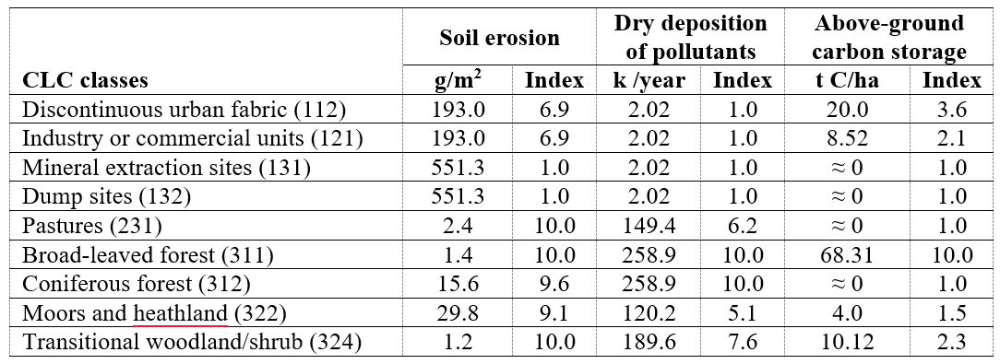 Soil erosion Dry deposition of pollutants Above-ground carbon storage
CLC classes g/m² Index k /year Index t C/ha Index
Discontinuous urban fabric (112) 193.0 6.9 2.02 1.0 20.0 3.6
Industry or commercial units (121) 193.0 6.9 2.02 1.0 8.52 2.1
Mineral extraction sites (131) 551.3 1.0 2.02 1.0 ≈ 0 1.0
Dump sites (132) 551.3 1.0 2.02 1.0 ≈ 0 1.0
Pastures (231) 2.4 10.0 149.4 6.2 ≈ 0 1.0
Broad-leaved forest (311) 1.4 10.0 258.9 10.0 68.31 10.0
Coniferous forest (312) 15.6 9.6 258.9 10.0 ≈ 0 1.0
Moors and heathland (322) 29.8 9.1 120.2 5.1 4.0 1.5
Transitional woodland/shrub (324) 1.2 10.0 189.6 7.6 10.12 2.3